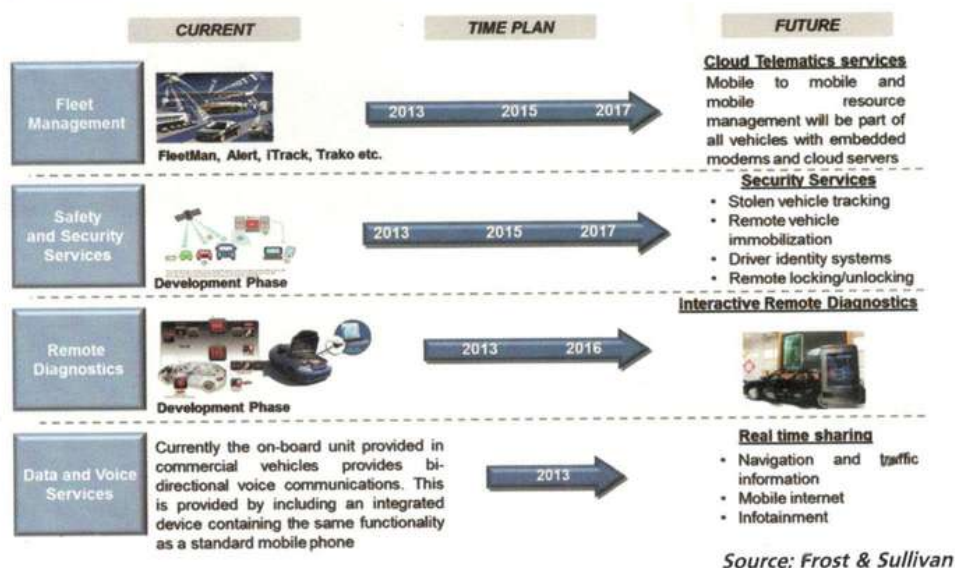 CURRENT
TIME PLAN
FUTURE
Fleet
Management
FleetMan, Alert, iTrack, Trako etc.
2013 2015 2017
Cloud Telematics services
Mobile to mobile and
mobile resource
management will be part of
all vehicles with embedded
modems and cloud servers
Safety
and Security
Services
Development Phase
2013 2015 2017
Security Services
• Stolen vehicle tracking
• Remote vehicle
immobilization
• Driver identity systems
• Remote locking/unlocking
Remote
Diagnostics
Development Phase
2013 2016
Interactive Remote Diagnostics
Data and Voice
Services
Currently the on-board unit provided in
commercial vehicles provides bi-
directional voice communications. This
is provided by including an integrated
device containing the same functionality
as a standard mobile phone
2013
Real time sharing
• Navigation and traffic
information
• Mobile internet
• Infotainment
Source: Frost & Sullivan